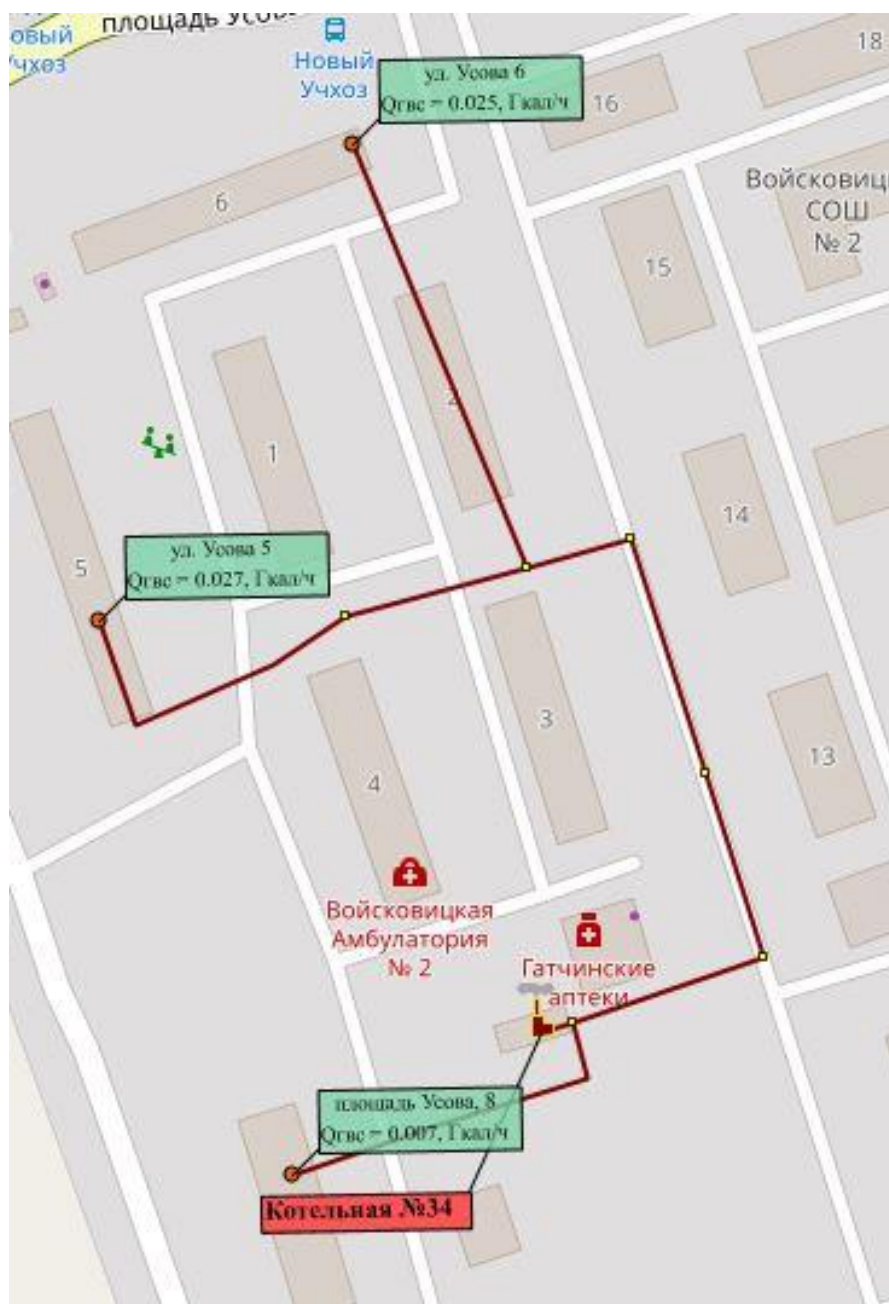 площадь Усова
Новый
Учхоз
ул. Усова 6
Qгвс = 0.025, Гкал/ч
18
16
6
Войсковиц
СОШ
№ 2
15
2
1
14
ул. Усова 5
Qгвс = 0.027, Гкал/ч
5
3
13
4
Войсковицкая
Амбулатория
№ 2
Гатчинские
аптеки
площадь Усова, 8
Qгвс = 0.007, Гкал/ч
Котельная №34